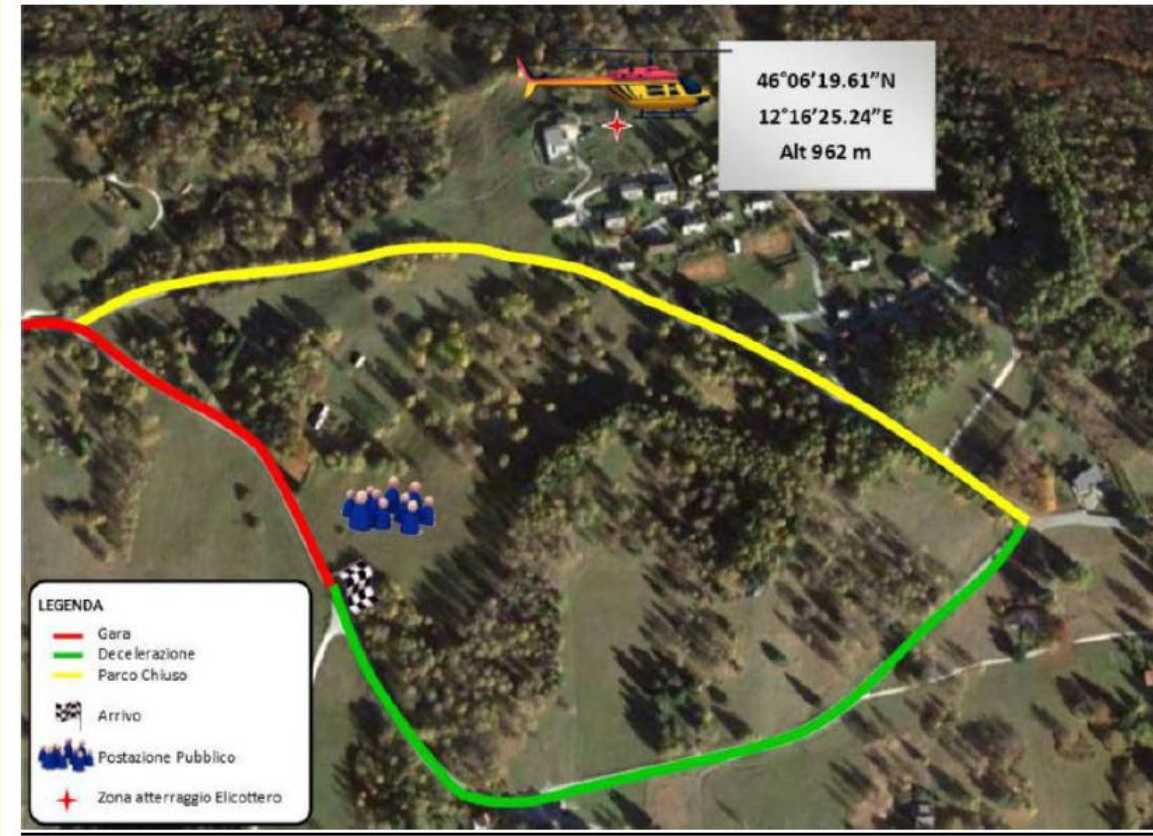 46°06'19.61"N
12°16'25.24"E
Alt 962 m
LEGENDA
Gara
Decelerazione
Parco Chiuso
Arrivo
Postazione Pubblico
Zona atterraggio Elicottero